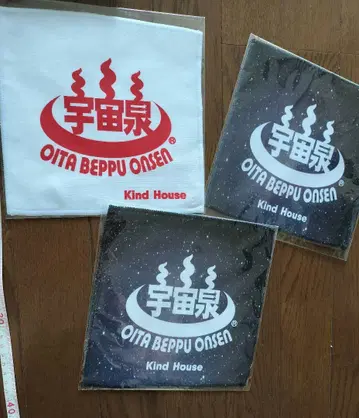 宇宙泉
OITA BEPPU ONSEN®
Kind House
宇宙泉
OITA BEPPU ONSEN®
Kind House
宇宙泉
OITA BEPPU ONSEN®
Kind House